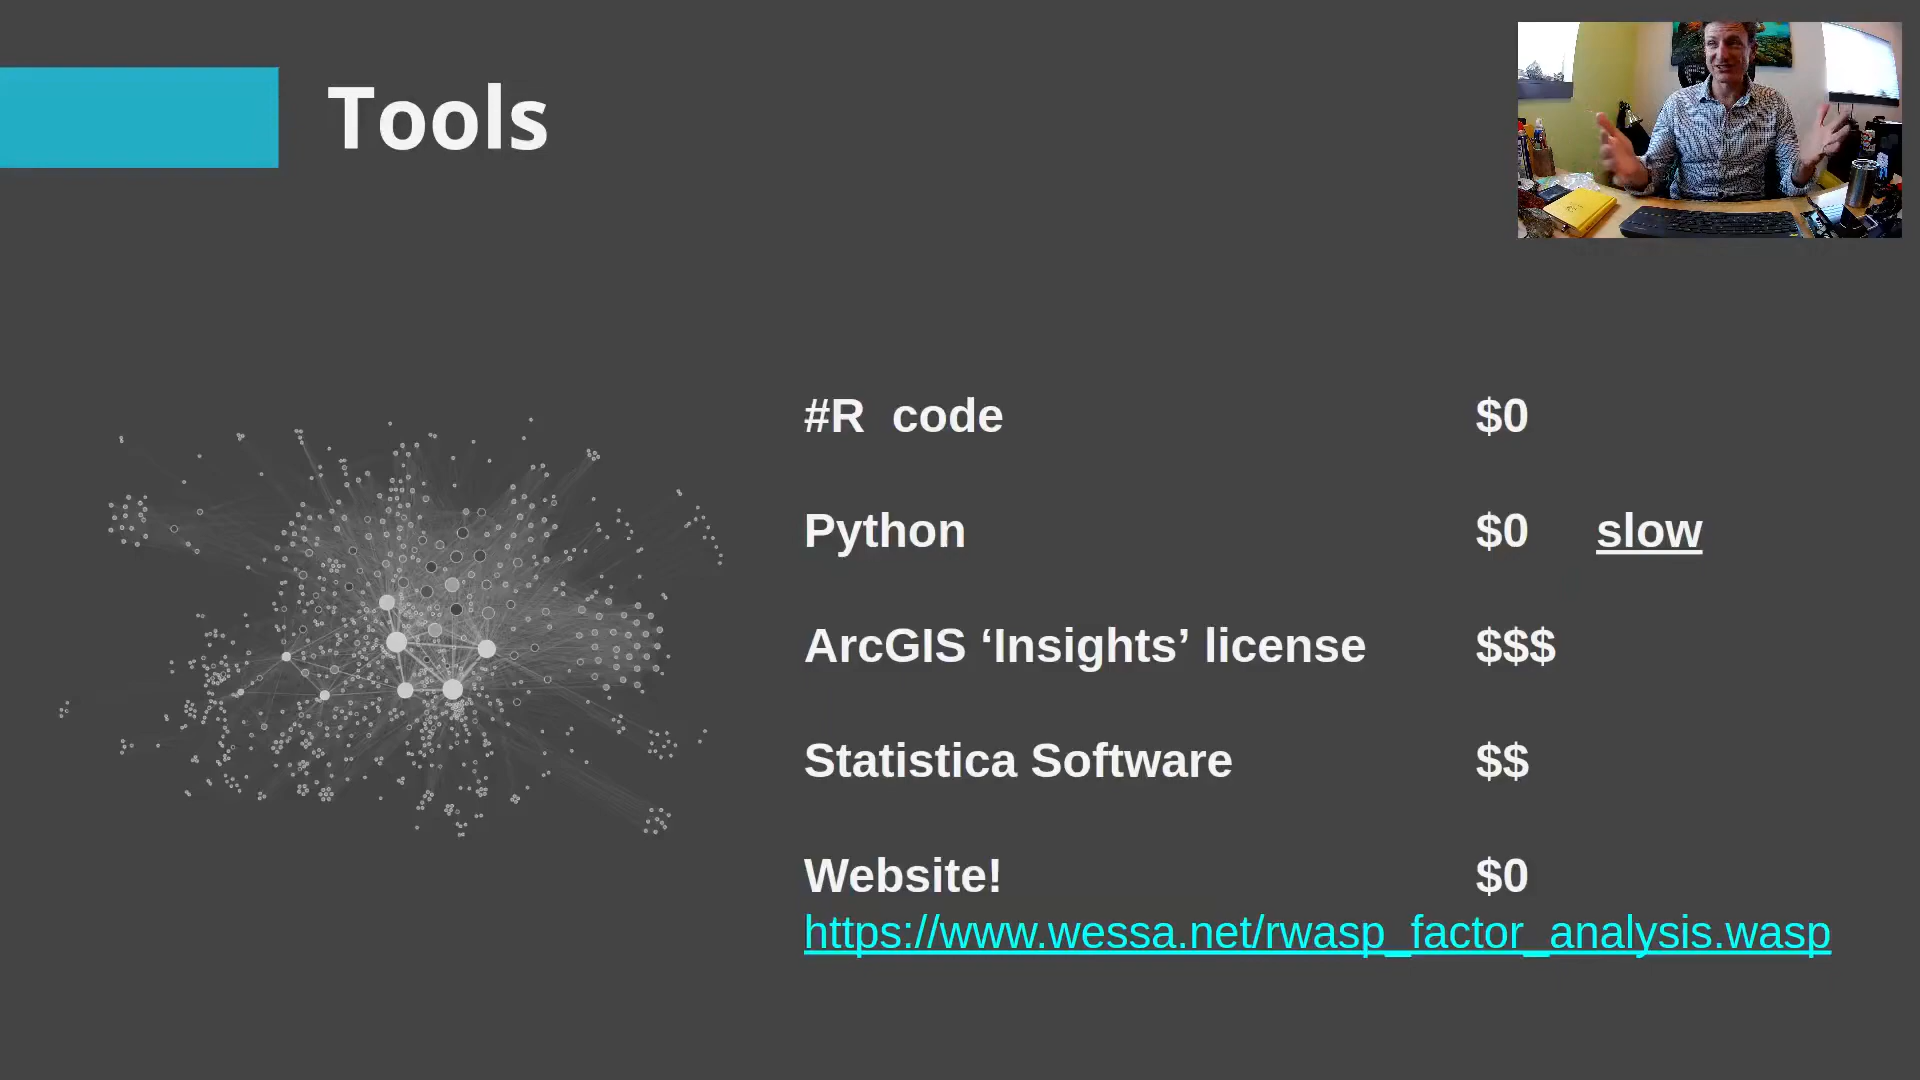 Tools
#R code $0
Python $0 slow
ArcGIS ‘Insights’ license $$$
Statistica Software $$
Website! $0
https://www.wessa.net/rwasp_factor_analysis.wasp